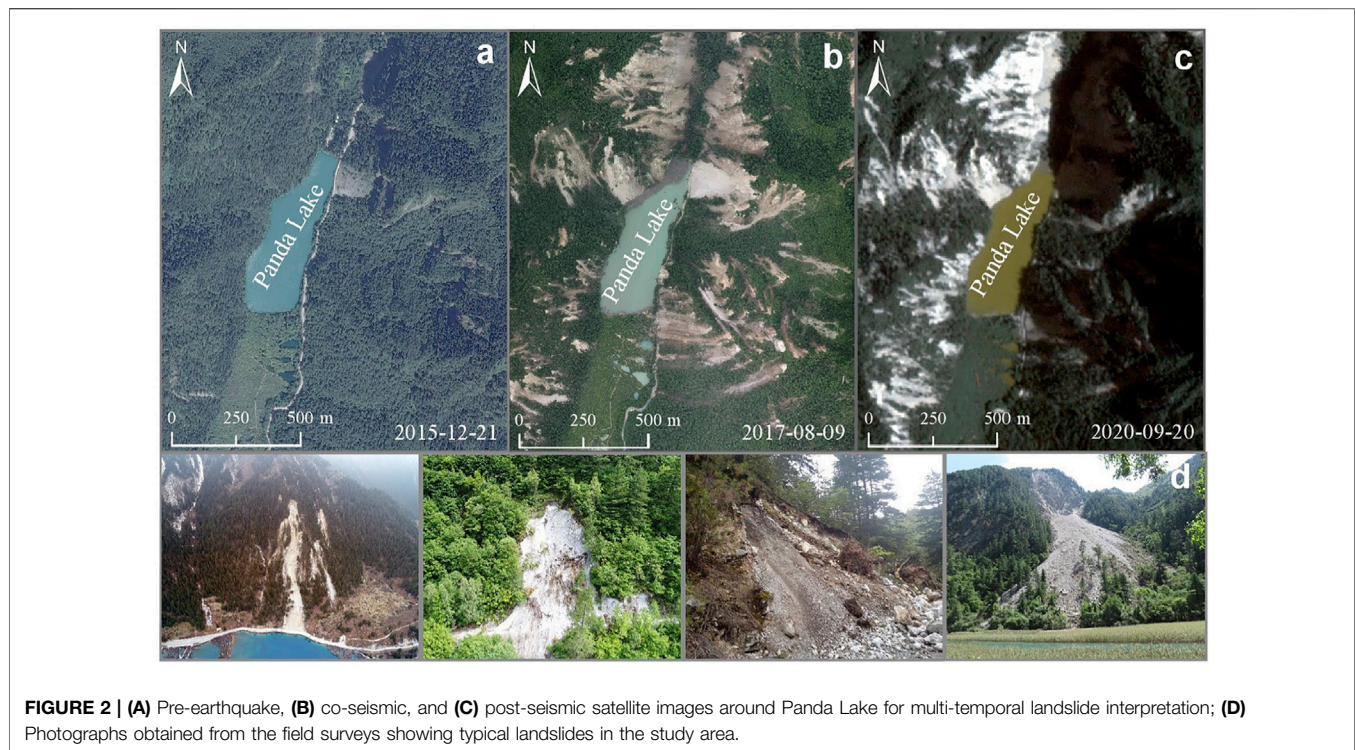 N
a
Panda Lake
0 250 500 m
2015-12-21
N
b
Panda Lake
0 250 500 m
2017-08-09
N
c
Panda Lake
0 250 500 m
2020-09-20
d
FIGURE 2 | (A) Pre-earthquake, (B) co-seismic, and (C) post-seismic satellite images around Panda Lake for multi-temporal landslide interpretation; (D)
Photographs obtained from the field surveys showing typical landslides in the study area.